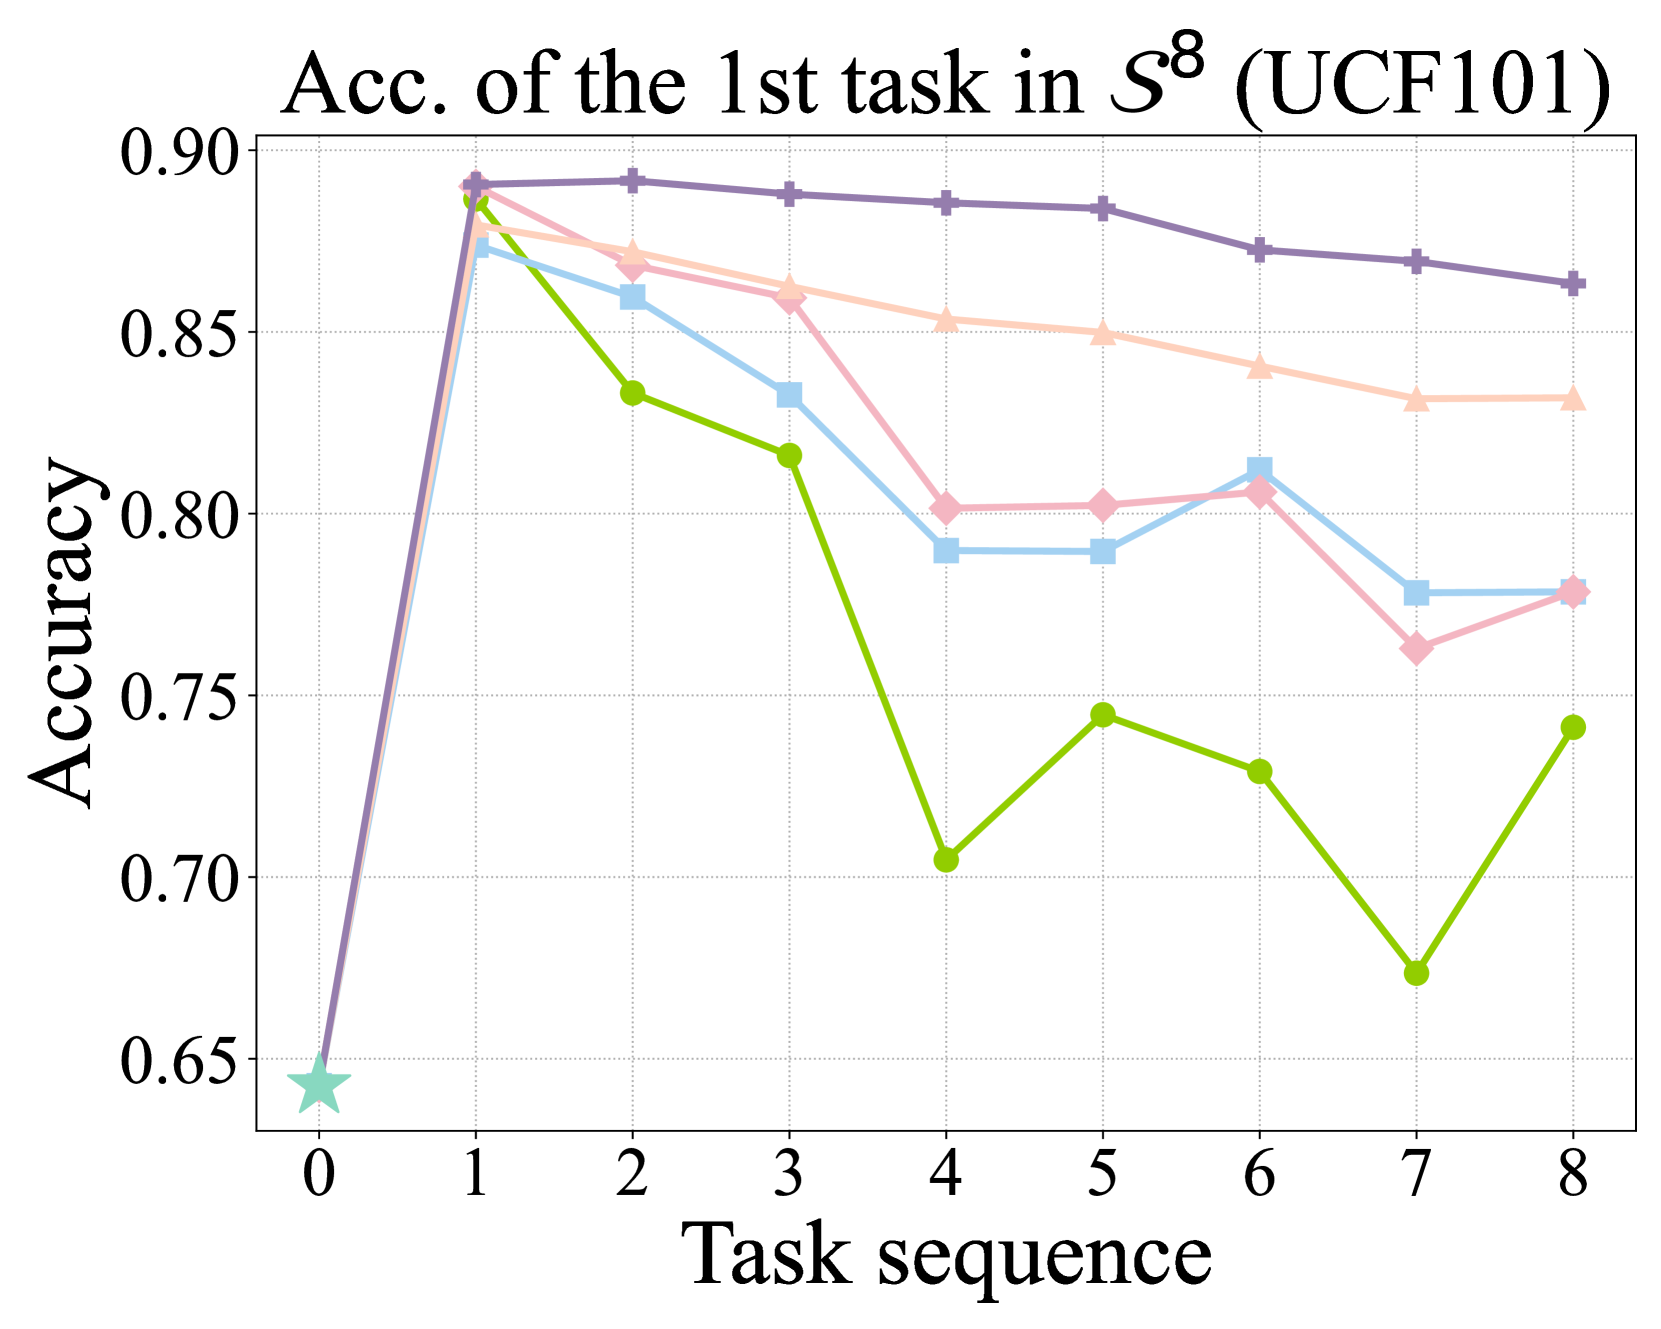 Acc. of the 1st task in 𝒮⁸ (UCF101)
0.90
0.85
0.80
0.75
0.70
0.65
Accuracy
0 1 2 3 4 5 6 7 8
Task sequence